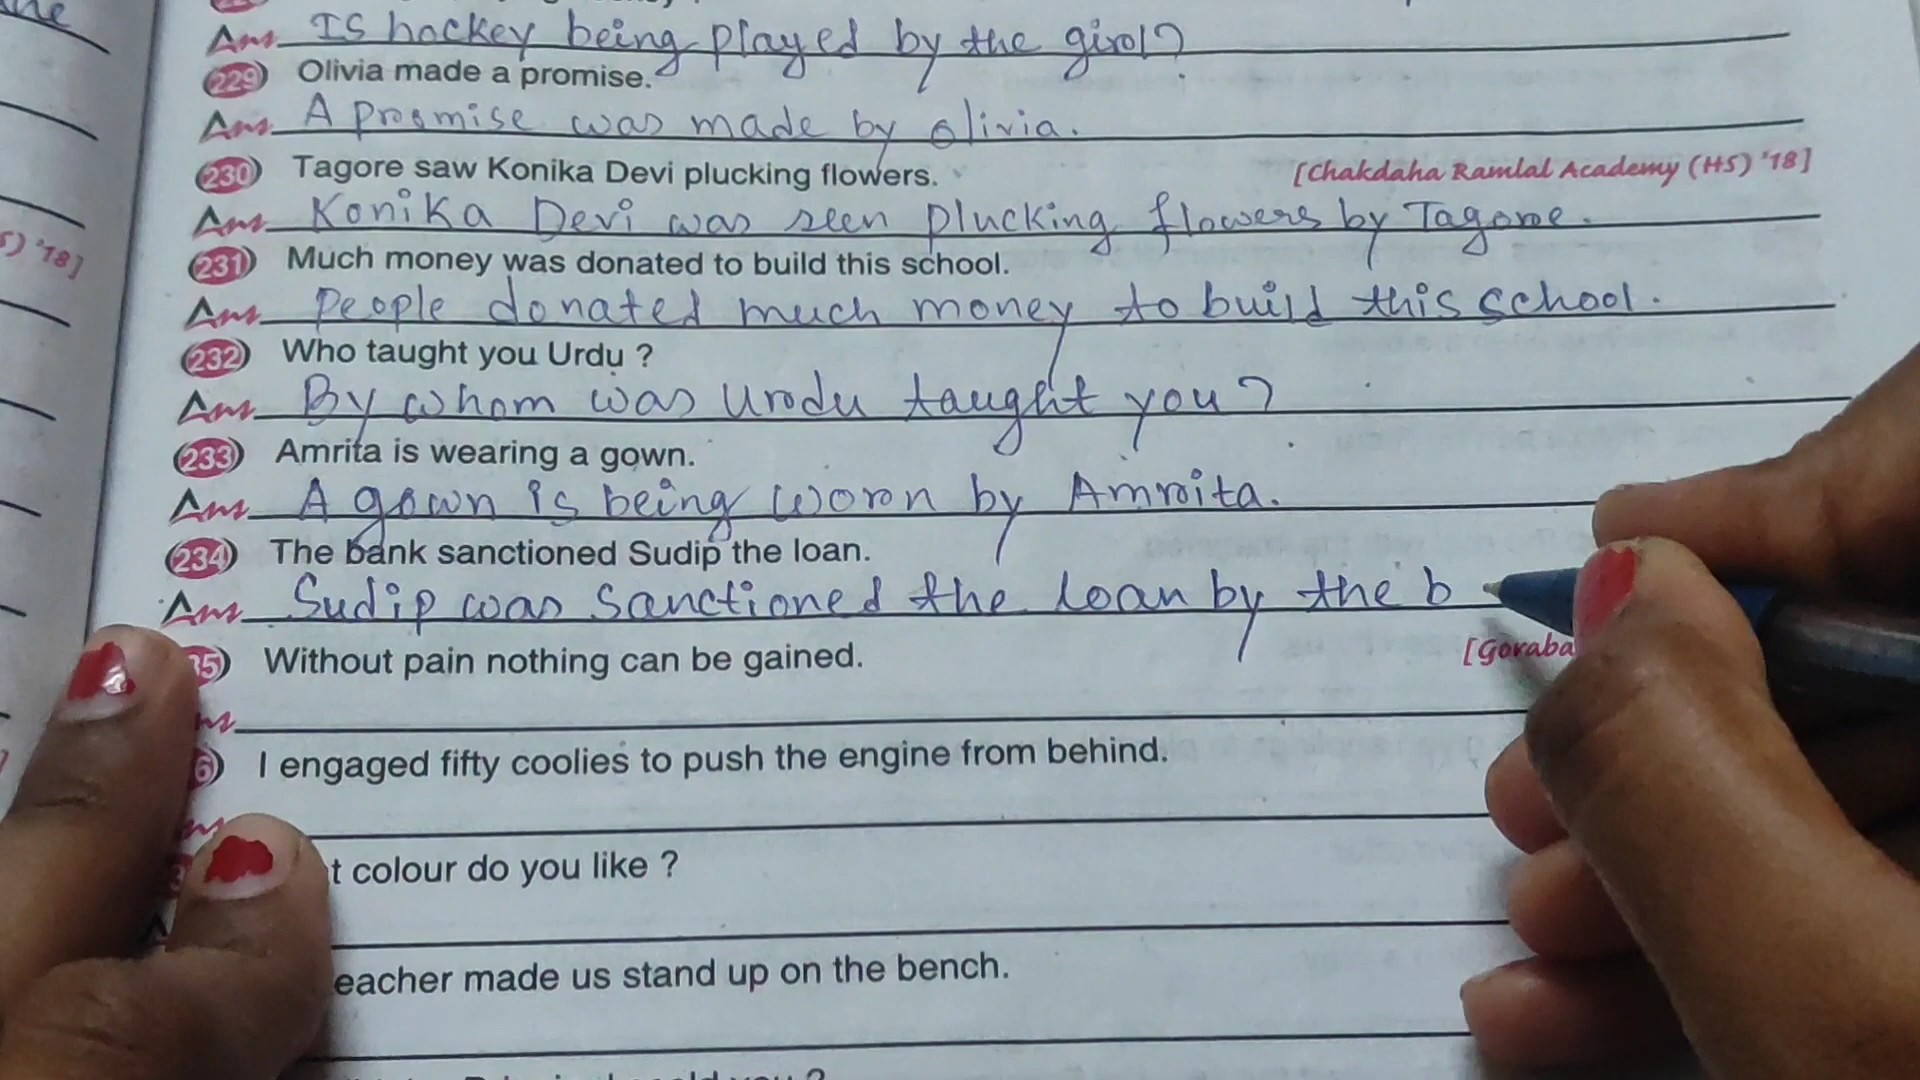 Ans Is hockey being played by the girl?
229 Olivia made a promise.
Ans A promise was made by olivia.
230 Tagore saw Konika Devi plucking flowers. [Chakdaha Ramlal Academy (HS) '18]
Ans Konika Devi was seen plucking flowers by Tagore.
S) '18]
231 Much money was donated to build this school.
Ans People donated much money to build this school.
232 Who taught you Urdu ?
Ans By whom was Urdu taught you?
233 Amrita is wearing a gown.
Ans A gown is being worn by Amrita.
234 The bank sanctioned Sudip the loan.
Ans Sudip was sanctioned the loan by the b
35 Without pain nothing can be gained. [Goraba
ns
6 I engaged fifty coolies to push the engine from behind.
t colour do you like ?
eacher made us stand up on the bench.